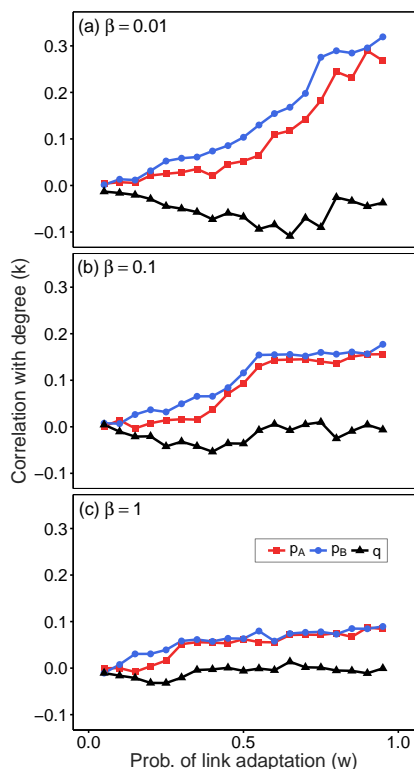 (a) β = 0.01
0.3
0.2
0.1
0.0
−0.1
(b) β = 0.1
0.3
0.2
0.1
0.0
−0.1
Correlation with degree (k)
(c) β = 1
0.3
0.2
0.1
0.0
−0.1
pA pB q
0.0 0.5 1.0
Prob. of link adaptation (w)